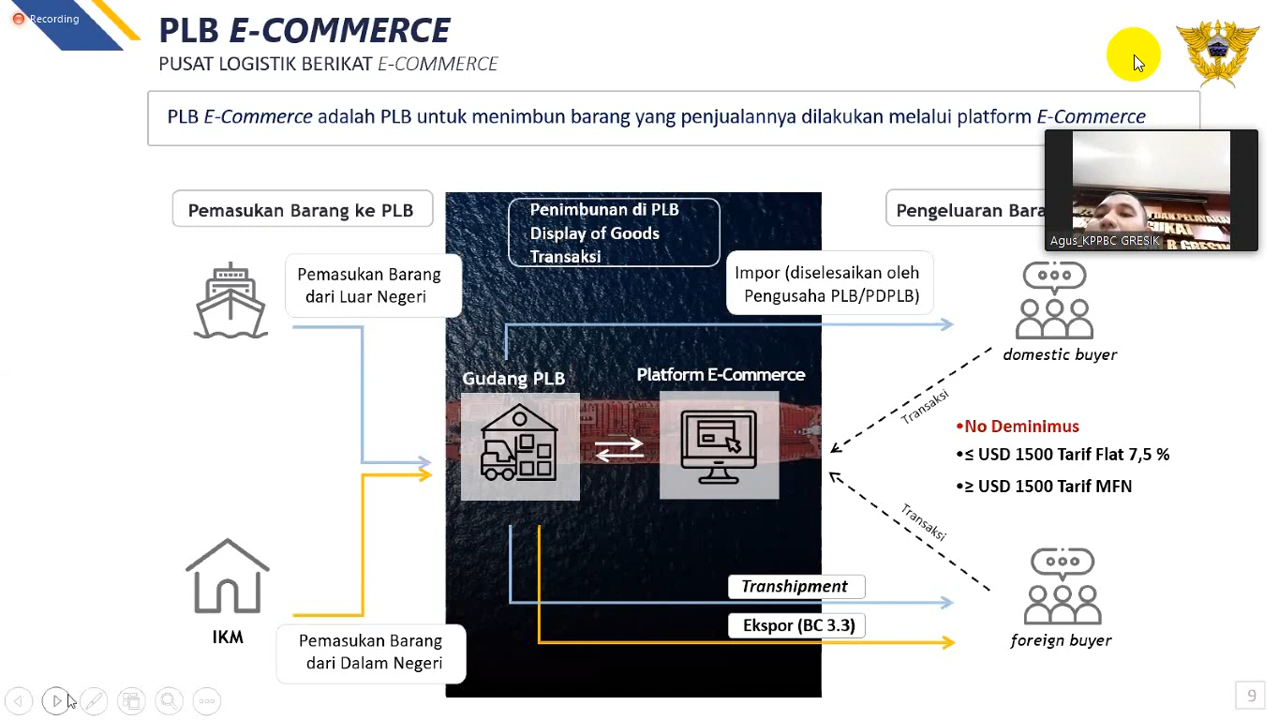 Recording
PLB E-COMMERCE
PUSAT LOGISTIK BERIKAT E-COMMERCE
PLB E-Commerce adalah PLB untuk menimbun barang yang penjualannya dilakukan melalui platform E-Commerce
Pemasukan Barang ke PLB
Penimbunan di PLB
Display of Goods
Transaksi
Pengeluaran Bara
Agus_KPPBC GRESIK
Pemasukan Barang
dari Luar Negeri
Impor (diselesaikan oleh
Pengusaha PLB/PDPLB)
domestic buyer
Gudang PLB
Platform E-Commerce
Transaksi
•No Deminimus
•≤ USD 1500 Tarif Flat 7,5 %
•≥ USD 1500 Tarif MFN
Transaksi
Transhipment
Ekspor (BC 3.3)
IKM
Pemasukan Barang
dari Dalam Negeri
foreign buyer
9